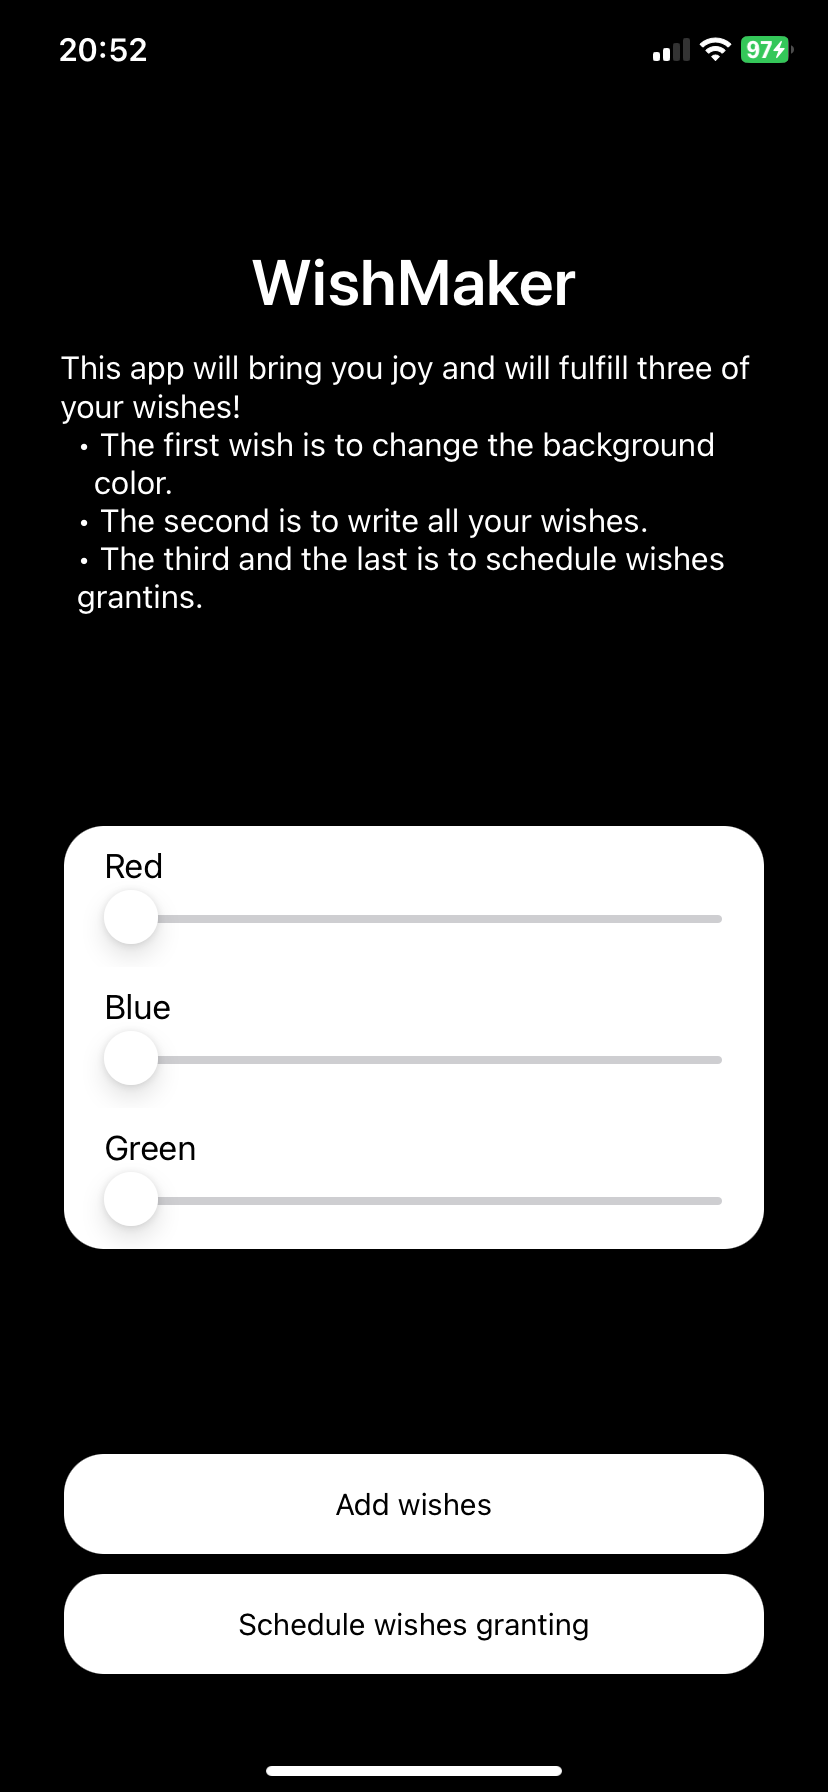 20:52
97
WishMaker
This app will bring you joy and will fulfill three of
your wishes!
• The first wish is to change the background
color.
• The second is to write all your wishes.
• The third and the last is to schedule wishes
grantins.
Red
Blue
Green
Add wishes
Schedule wishes granting